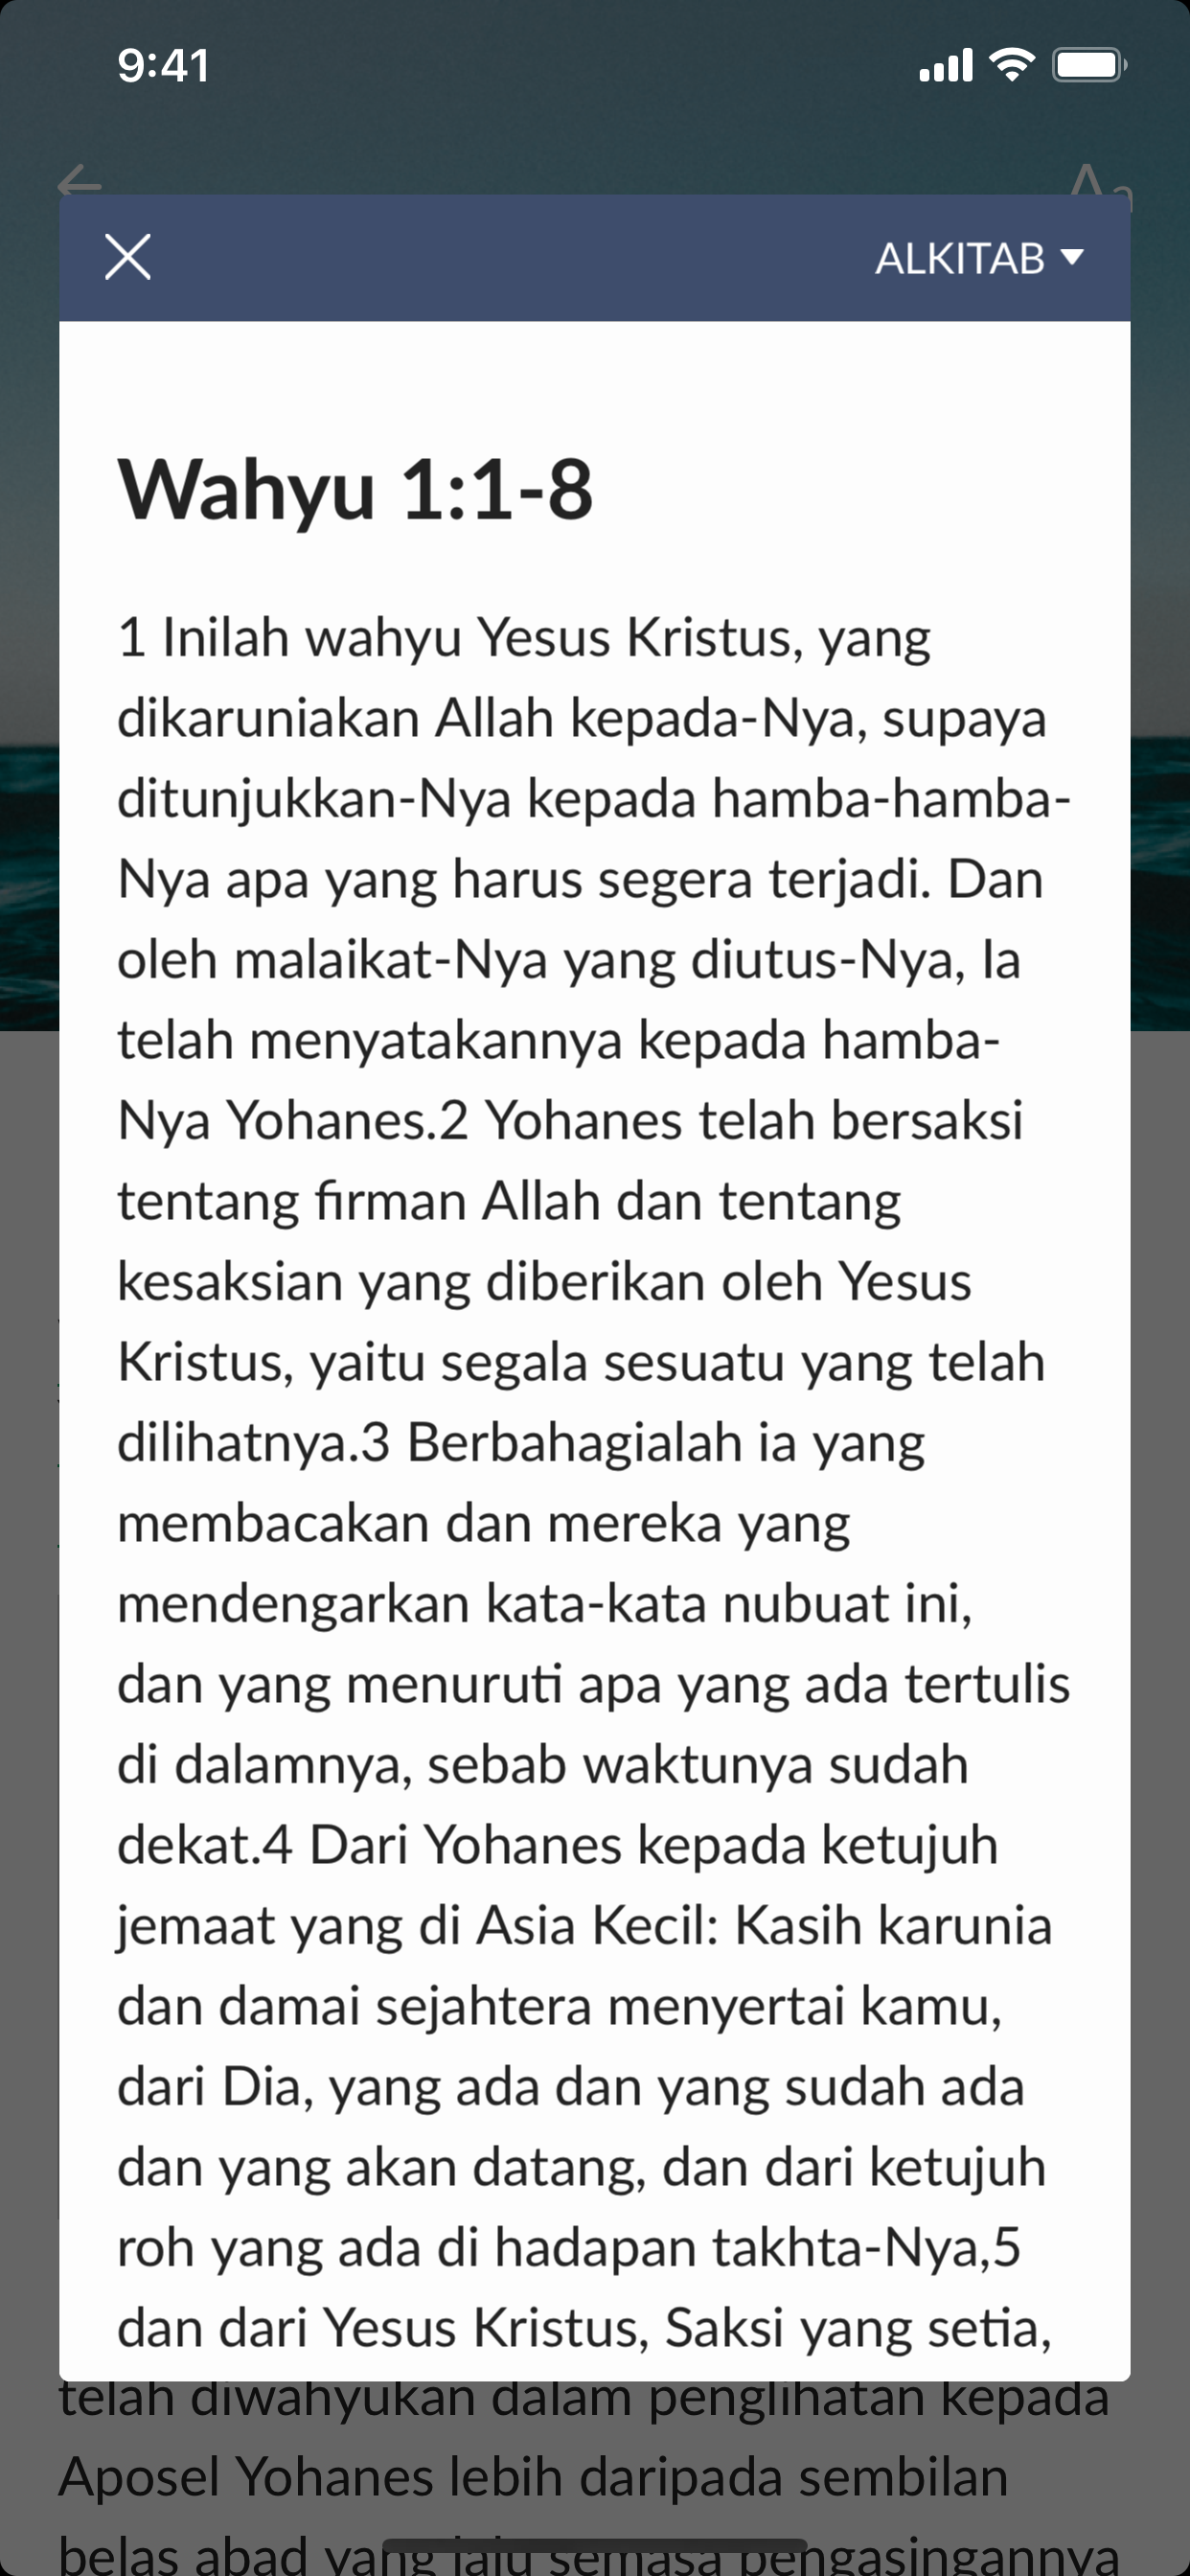 9:41
Aa
ALKITAB
Wahyu 1:1-8
1 Inilah wahyu Yesus Kristus, yang
dikaruniakan Allah kepada-Nya, supaya
ditunjukkan-Nya kepada hamba-hamba-
Nya apa yang harus segera terjadi. Dan
oleh malaikat-Nya yang diutus-Nya, Ia
telah menyatakannya kepada hamba-
Nya Yohanes.2 Yohanes telah bersaksi
tentang firman Allah dan tentang
kesaksian yang diberikan oleh Yesus
Kristus, yaitu segala sesuatu yang telah
dilihatnya.3 Berbahagialah ia yang
membacakan dan mereka yang
mendengarkan kata-kata nubuat ini,
dan yang menuruti apa yang ada tertulis
di dalamnya, sebab waktunya sudah
dekat.4 Dari Yohanes kepada ketujuh
jemaat yang di Asia Kecil: Kasih karunia
dan damai sejahtera menyertai kamu,
dari Dia, yang ada dan yang sudah ada
dan yang akan datang, dan dari ketujuh
roh yang ada di hadapan takhta-Nya,5
dan dari Yesus Kristus, Saksi yang setia,
telah diwahyukan dalam penglihatan kepada
Aposel Yohanes lebih daripada sembilan
belas abad yang lalu semasa pengasingannya